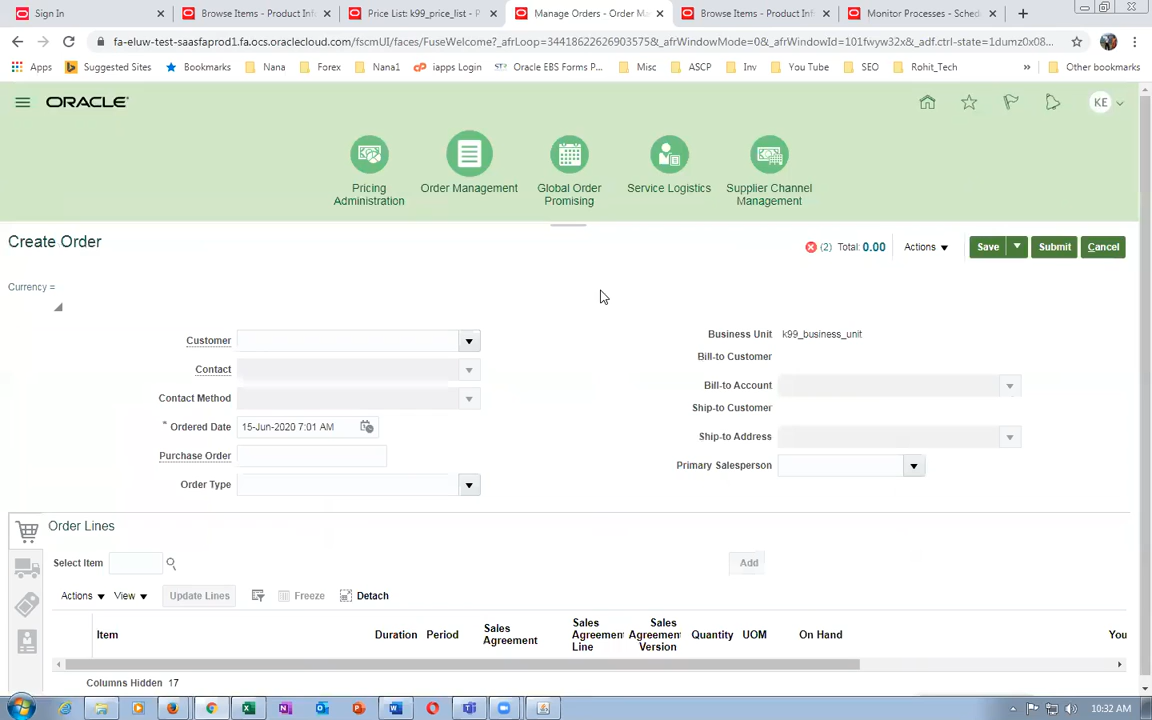 Sign In
Browse Items - Product Inf
Price List: k99_price_list - P
Manage Orders - Order Ma
Browse Items - Product Inf
Monitor Processes - Sched
fa-eluw-test-saasfaprod1.fa.ocs.oraclecloud.com/fscmUI/faces/FuseWelcome?_afrLoop=34418622626903575&_afrWindowMode=0&_afrWindowId=101fwyw32x&_adf.ctrl-state=1dumz0x08...
Apps
Suggested Sites
Bookmarks
Nana
Forex
Nana1
iapps Login
Oracle EBS Forms P...
Misc
ASCP
Inv
You Tube
SEO
Rohit_Tech
»
Other bookmarks
ORACLE
KE
Pricing Administration
Order Management
Global Order Promising
Service Logistics
Supplier Channel Management
Create Order
(2) Total: 0.00
Actions
Save
Submit
Cancel
Currency =
Customer
Contact
Contact Method
* Ordered Date 15-Jun-2020 7:01 AM
Purchase Order
Order Type
Business Unit k99_business_unit
Bill-to Customer
Bill-to Account
Ship-to Customer
Ship-to Address
Primary Salesperson
Order Lines
Select Item
Add
Actions
View
Update Lines
Freeze
Detach
Item
Duration
Period
Sales Agreement
Sales Agreement Line
Sales Agreement Version
Quantity
UOM
On Hand
You
Columns Hidden 17
10:32 AM